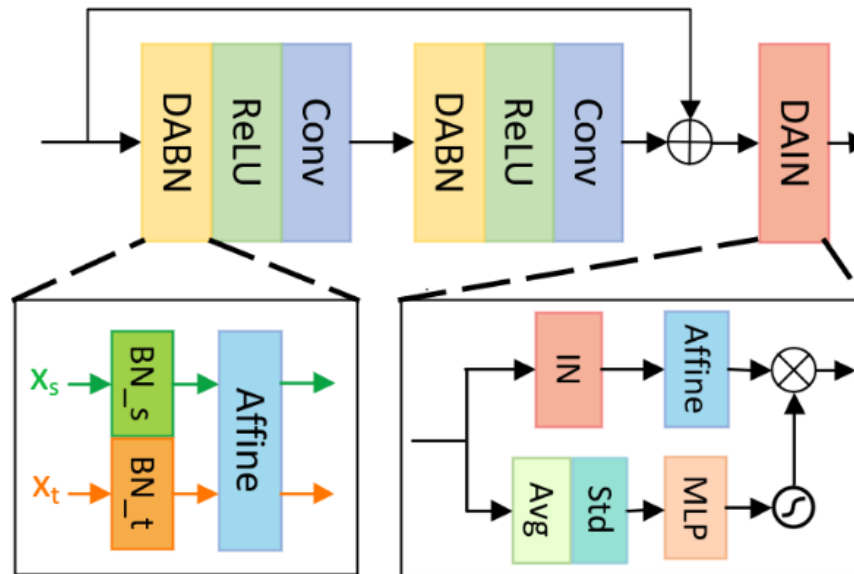 DABN
ReLU
Conv
DABN
ReLU
Conv
DAIN
Xs
BN_s
Xt
BN_t
Affine
IN
Affine
Avg
Std
MLP